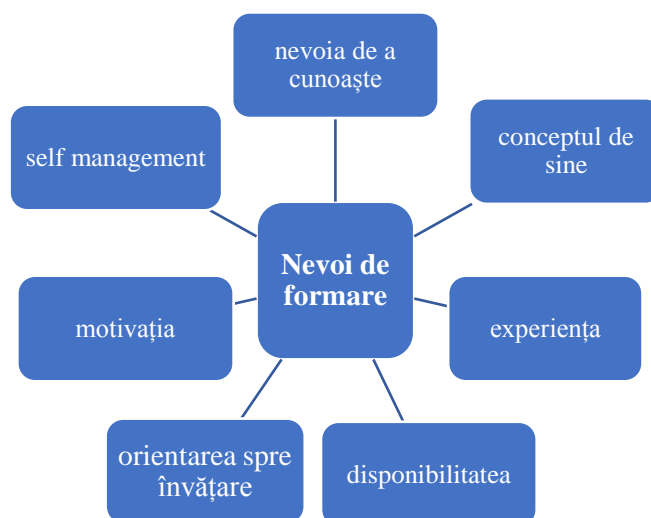 nevoia de a
cunoaște
self management
conceptul de
sine
Nevoi de
formare
motivația
experiența
orientarea spre
învățare
disponibilitatea